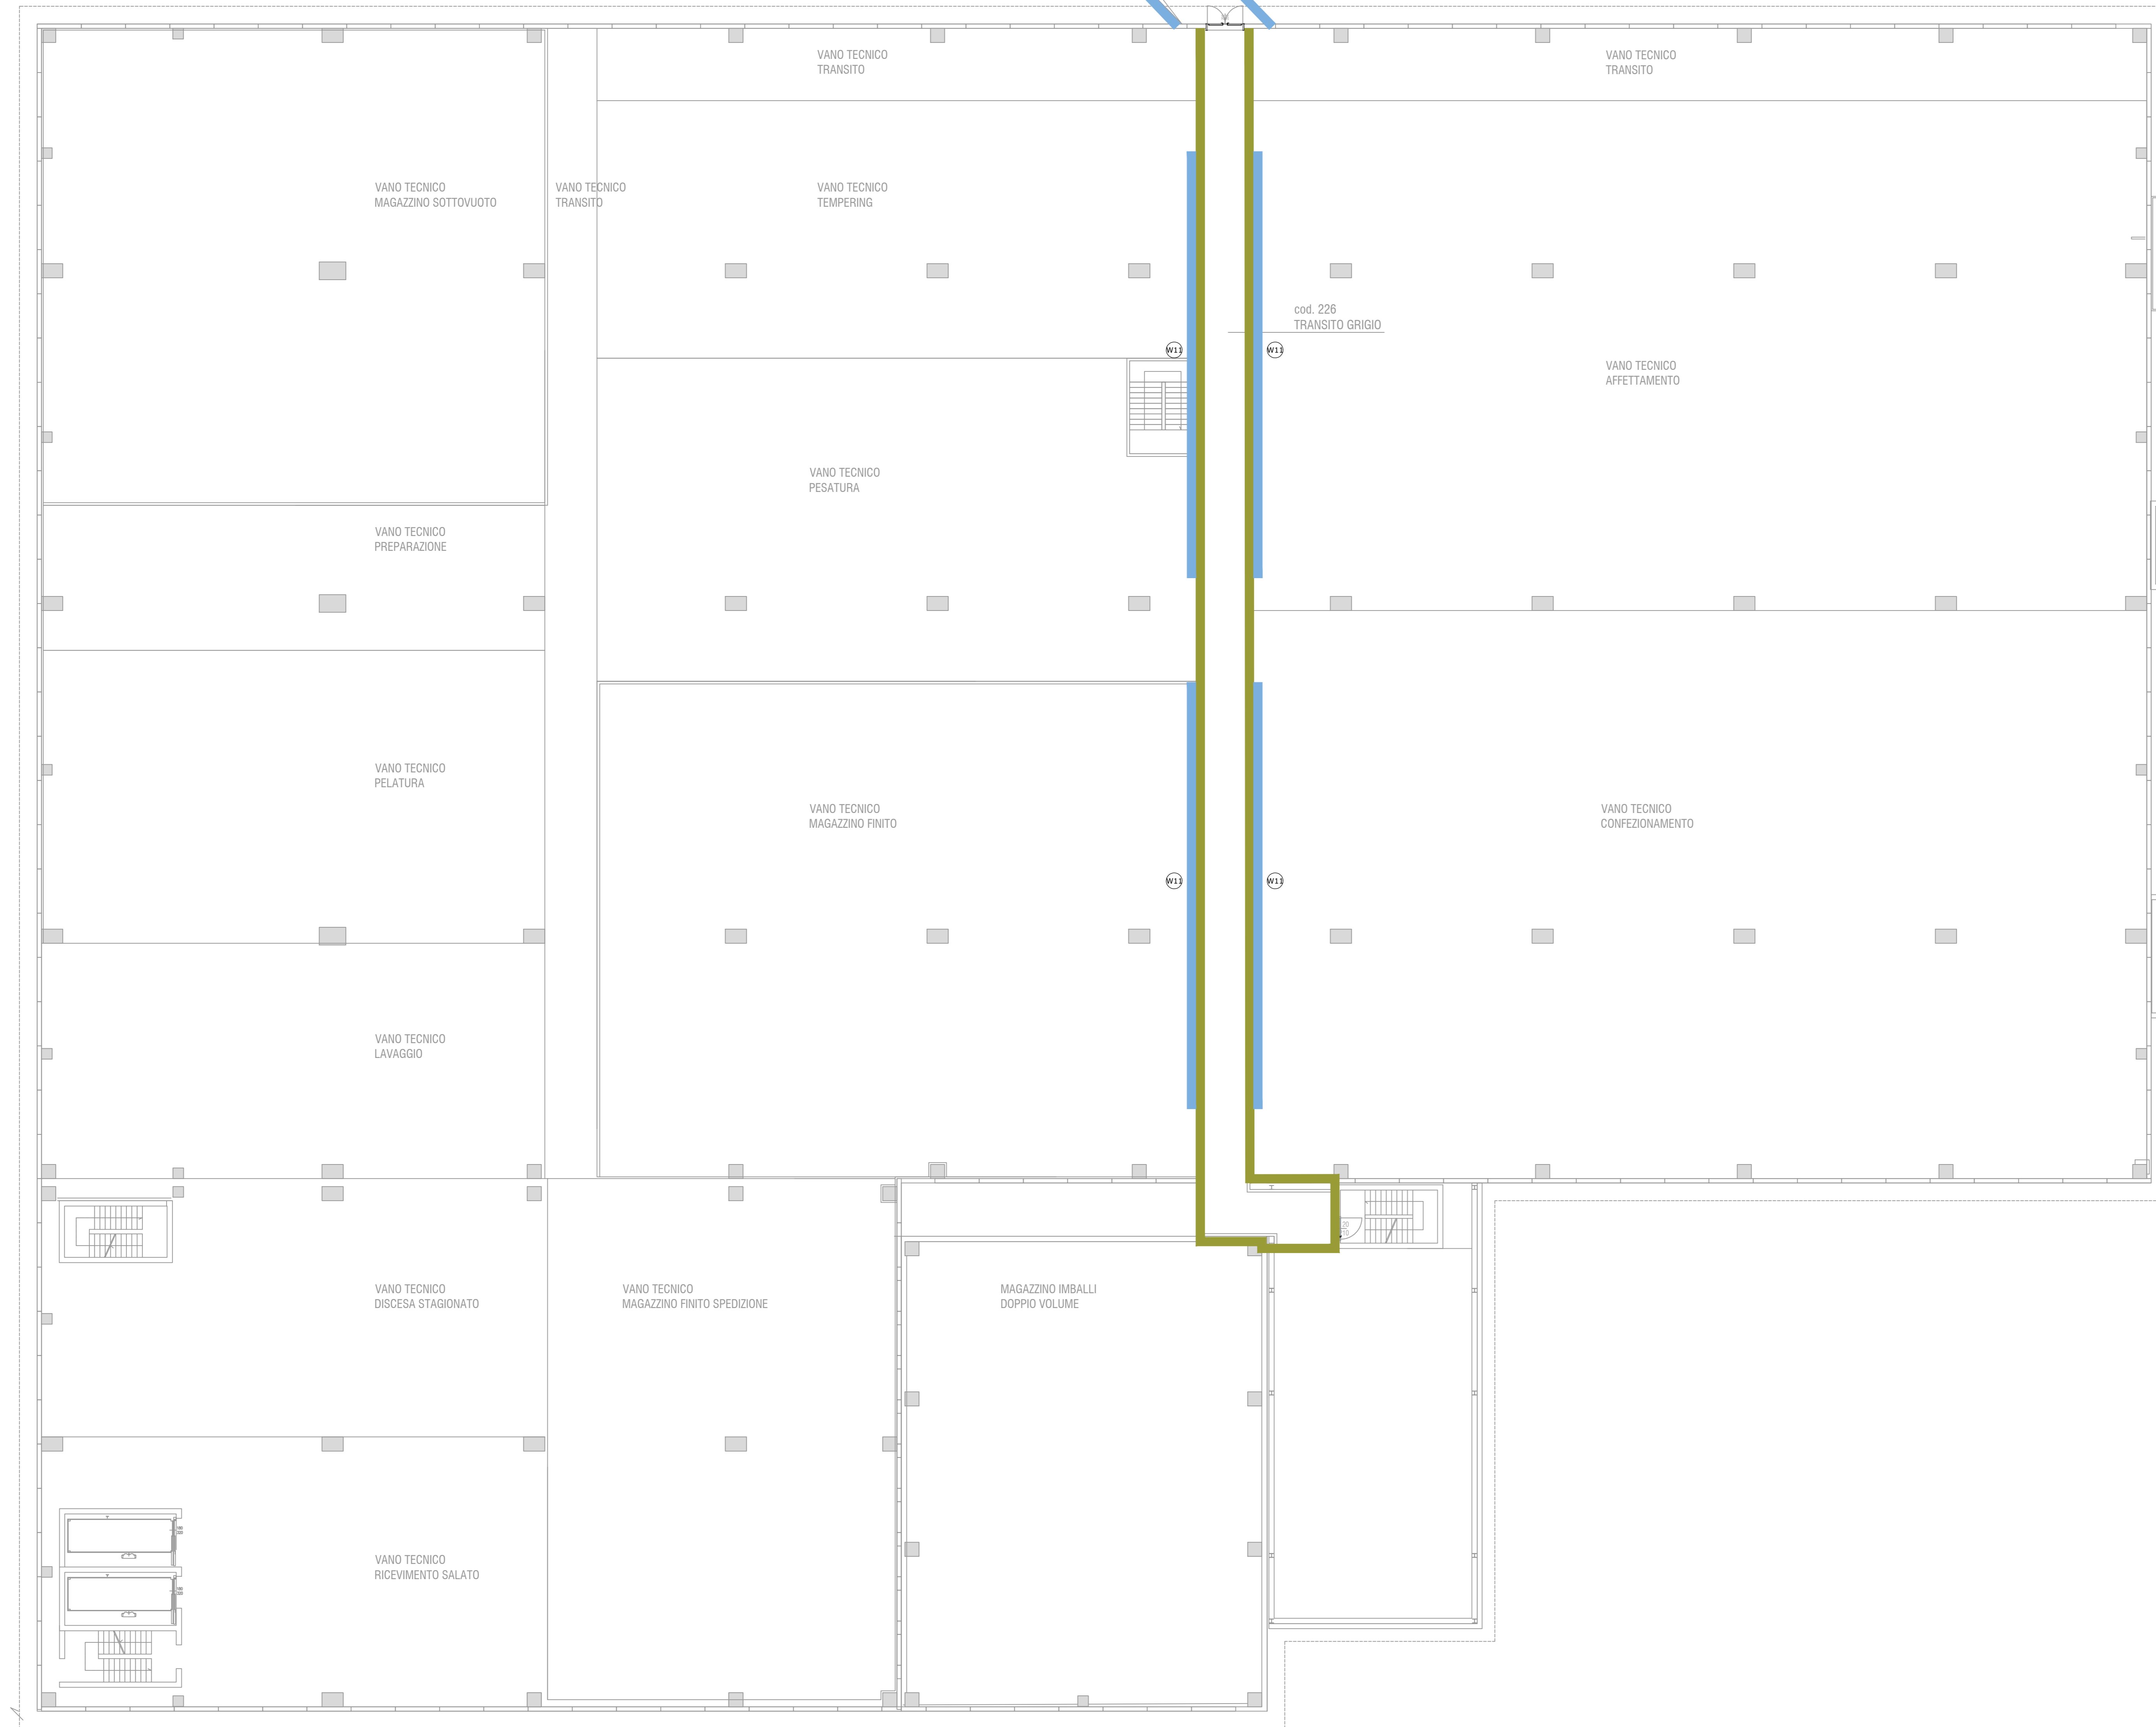 VANO TECNICO
TRANSITO
VANO TECNICO
TRANSITO
VANO TECNICO
MAGAZZINO SOTTOVUOTO
VANO TECNICO
TRANSITO
VANO TECNICO
TEMPERING
cod. 226
TRANSITO GRIGIO
W11
W11
VANO TECNICO
AFFETTAMENTO
VANO TECNICO
PESATURA
VANO TECNICO
PREPARAZIONE
VANO TECNICO
PELATURA
VANO TECNICO
MAGAZZINO FINITO
VANO TECNICO
CONFEZIONAMENTO
W11
W11
VANO TECNICO
LAVAGGIO
VANO TECNICO
DISCESA STAGIONATO
VANO TECNICO
MAGAZZINO FINITO SPEDIZIONE
MAGAZZINO IMBALLI
DOPPIO VOLUME
VANO TECNICO
RICEVIMENTO SALATO